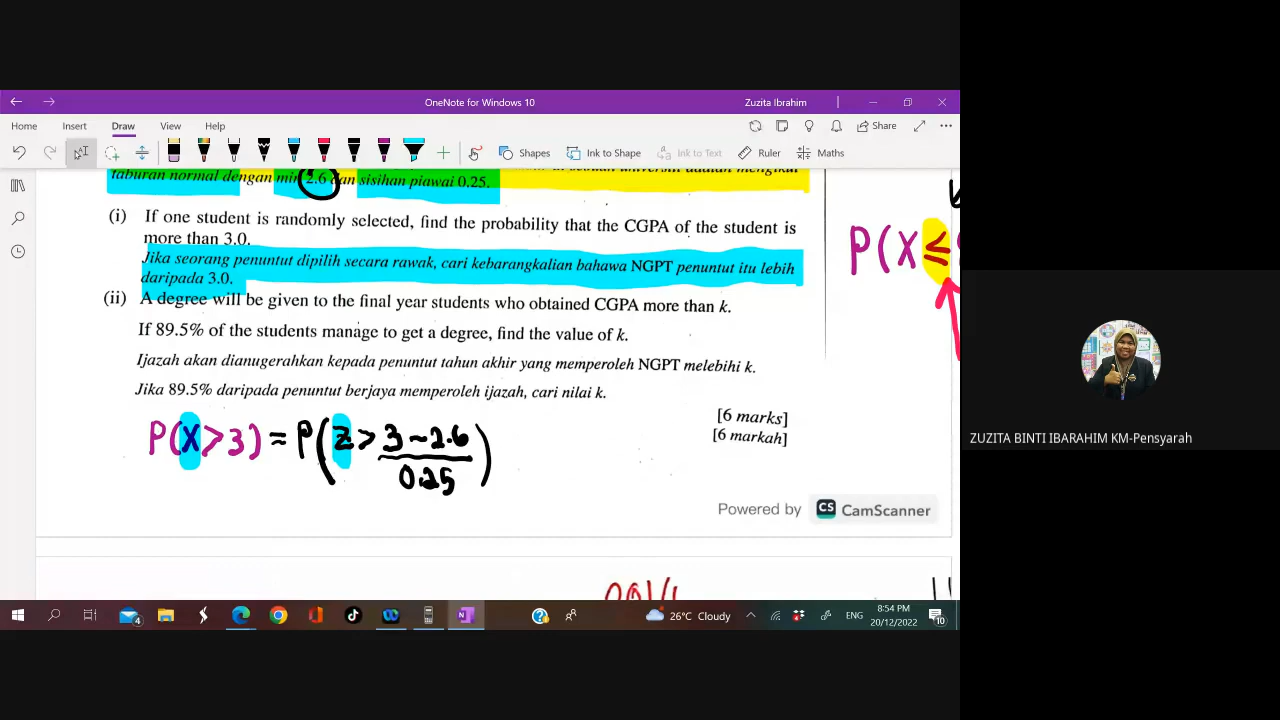 OneNote for Windows 10
Zuzita Ibrahim
Home Insert Draw View Help
Share
Shapes Ink to Shape Ink to Text Ruler Maths
taburan normal dengan min 2.6 dan sisihan piawai 0.25.
universiti adalah mengikut
(i) If one student is randomly selected, find the probability that the CGPA of the student is
more than 3.0.
Jika seorang penuntut dipilih secara rawak, cari kebarangkalian bahawa NGPT penuntut itu lebih
daripada 3.0.
(ii) A degree will be given to the final year students who obtained CGPA more than k.
If 89.5% of the students manage to get a degree, find the value of k.
Ijazah akan dianugerahkan kepada penuntut tahun akhir yang memperoleh NGPT melebihi k.
Jika 89.5% daripada penuntut berjaya memperoleh ijazah, cari nilai k.
[6 marks]
[6 markah]
P(X>3) = P(Z > 3-2.6
0.25)
P(X ≤
Powered by CS CamScanner
ZUZITA BINTI IBARAHIM KM-Pensyarah
4
26°C Cloudy
ENG
8:54 PM
20/12/2022
10